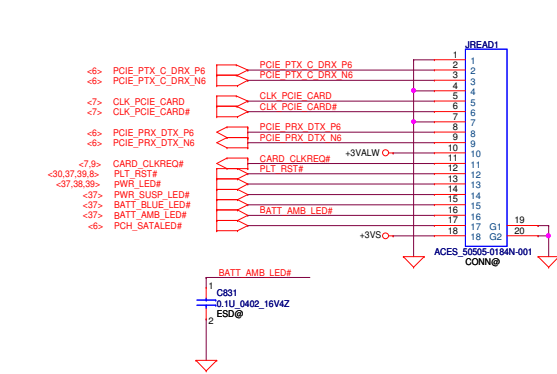 JREAD1
<6> PCIE_PTX_C_DRX_P6 PCIE_PTX_C_DRX_P6
<6> PCIE_PTX_C_DRX_N6 PCIE_PTX_C_DRX_N6
<7> CLK_PCIE_CARD CLK_PCIE_CARD
<7> CLK_PCIE_CARD# CLK_PCIE_CARD#
<6> PCIE_PRX_DTX_P6 PCIE_PRX_DTX_P6
<6> PCIE_PRX_DTX_N6 PCIE_PRX_DTX_N6
+3VALW
<7,9> CARD_CLKREQ# CARD_CLKREQ#
<30,37,39,8> PLT_RST# PLT_RST#
<37,38,39> PWR_LED#
<37> PWR_SUSP_LED#
<37> BATT_BLUE_LED#
<37> BATT_AMB_LED# BATT_AMB_LED#
<6> PCH_SATALED#
+3VS
1 1
2 2
3 3
4 4
5 5
6 6
7 7
8 8
9 9
10 10
11 11
12 12
13 13
14 14
15 15
16 16
17 17 G1 19
18 18 G2 20
ACES_50505-0184N-001
CONN@
BATT_AMB_LED#
1
C831
0.1U_0402_16V4Z
ESD@
2